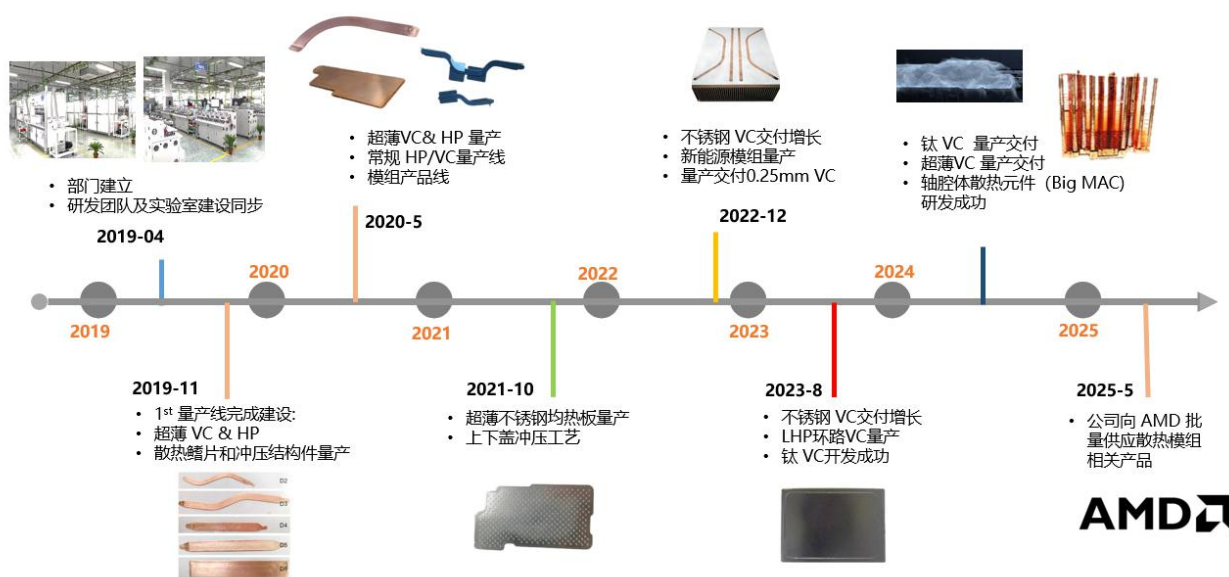 • 部门建立
• 研发团队及实验室建设同步
2019-04
• 超薄VC& HP 量产
• 常规 HP/VC量产线
• 模组产品线
2020-5
• 不锈钢 VC交付增长
• 新能源模组量产
• 量产交付0.25mm VC
2022-12
• 钛 VC 量产交付
• 超薄VC 量产交付
• 轴腔体散热元件 (Big MAC)
研发成功
2019
2020
2021
2022
2023
2024
2025
2019-11
• 1st 量产线完成建设:
• 超薄 VC & HP
• 散热鳍片和冲压结构件量产
D2
D3
D4
D5
2021-10
• 超薄不锈钢均热板量产
• 上下盖冲压工艺
2023-8
• 不锈钢 VC交付增长
• LHP环路VC量产
• 钛 VC开发成功
2025-5
• 公司向 AMD 批
量供应散热模组
相关产品
AMD